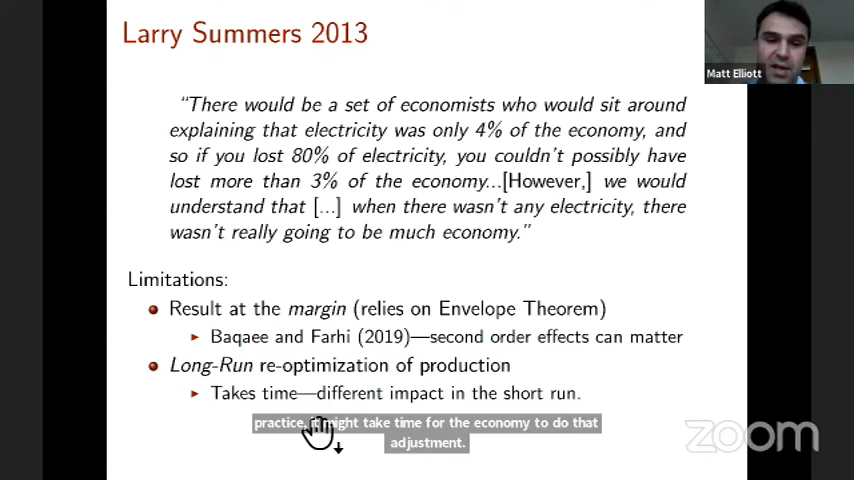 Larry Summers 2013
Matt Elliott
“There would be a set of economists who would sit around
explaining that electricity was only 4% of the economy, and
so if you lost 80% of electricity, you couldn’t possibly have
lost more than 3% of the economy...[However,] we would
understand that [...] when there wasn’t any electricity, there
wasn’t really going to be much economy.”
Limitations:
Result at the margin (relies on Envelope Theorem)
Baqaee and Farhi (2019)—second order effects can matter
Long-Run re-optimization of production
Takes time—different impact in the short run.
practice, it might take time for the economy to do that
adjustment.
zoom